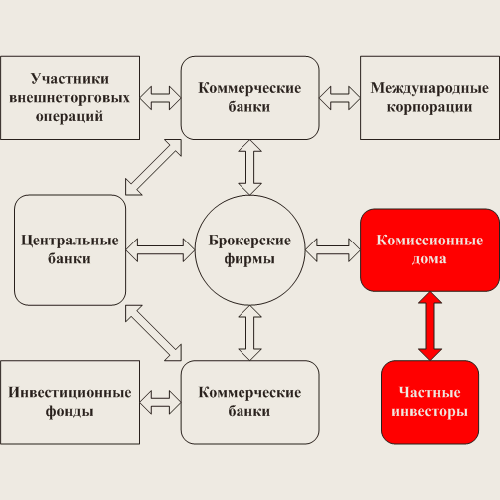 Участники
внешнеторговых
операций
Коммерческие
банки
Международные
корпорации
Центральные
банки
Брокерские
фирмы
Комиссионные
дома
Инвестиционные
фонды
Коммерческие
банки
Частные
инвесторы